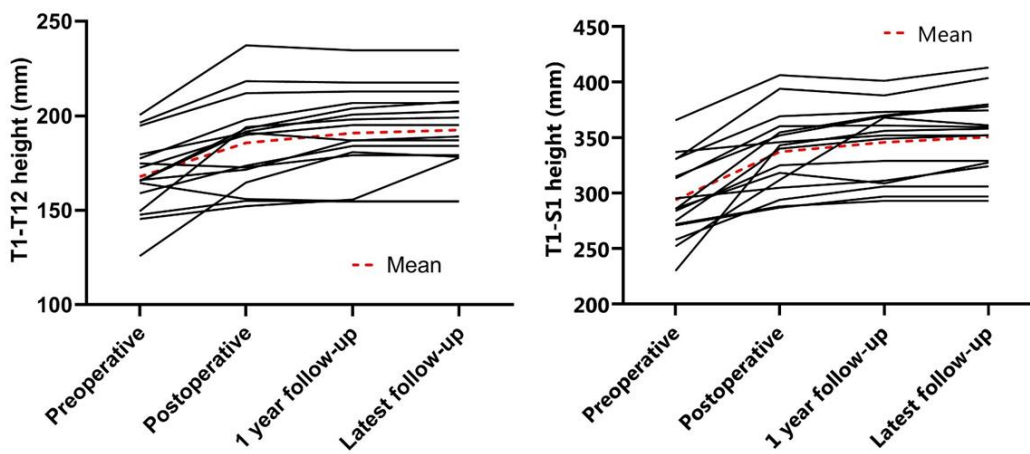 250
200
150
100
T1-T12 height (mm)
Mean
Preoperative
Postoperative
1 year follow-up
Latest follow-up
450
400
350
300
250
200
T1-S1 height (mm)
Mean
Preoperative
Postoperative
1 year follow-up
Latest follow-up